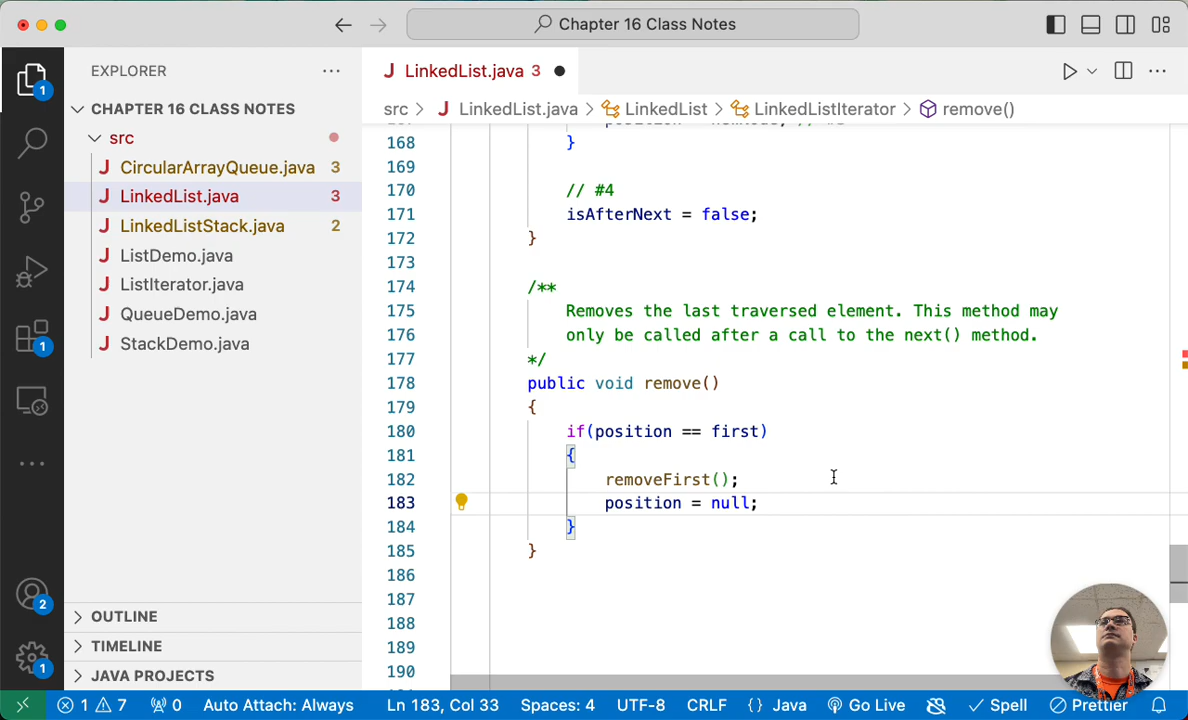 Chapter 16 Class Notes
1
EXPLORER
J LinkedList.java 3
CHAPTER 16 CLASS NOTES
src > J LinkedList.java > LinkedList > LinkedListIterator > remove()
src
J CircularArrayQueue.java 3
J LinkedList.java 3
J LinkedListStack.java 2
J ListDemo.java
J ListIterator.java
J QueueDemo.java
J StackDemo.java
1
168 }
169
170 // #4
171 isAfterNext = false;
172 }
173
174 /**
175 Removes the last traversed element. This method may
176 only be called after a call to the next() method.
177 */
178 public void remove()
179 {
180 if(position == first)
181 {
182 removeFirst();
183 position = null;
184 }
185 }
186
187
188
189
190
2
OUTLINE
TIMELINE
1
JAVA PROJECTS
1 7 0 Auto Attach: Always Ln 183, Col 33 Spaces: 4 UTF-8 CRLF {} Java Go Live Spell Prettier